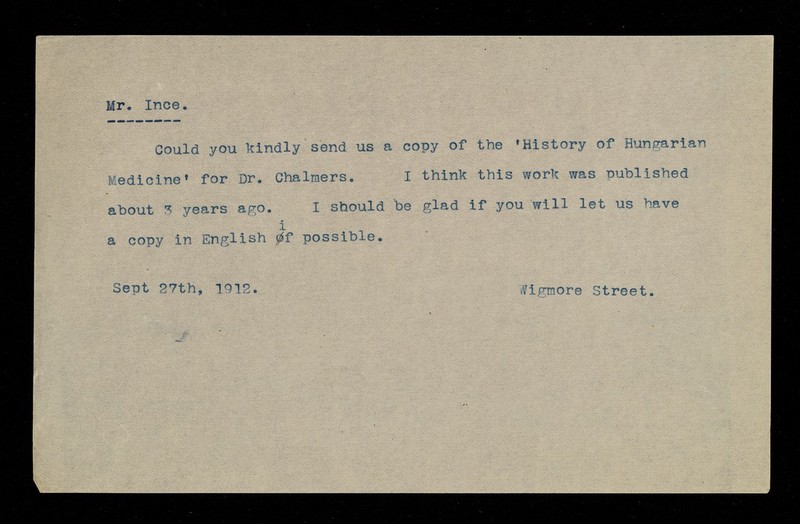 Mr. Ince.
Could you kindly send us a copy of the 'History of Hungarian
Medicine' for Dr. Chalmers. I think this work was published
about 3 years ago. I should be glad if you will let us have
a copy in English if possible.
Sept 27th, 1912. Wigmore Street.